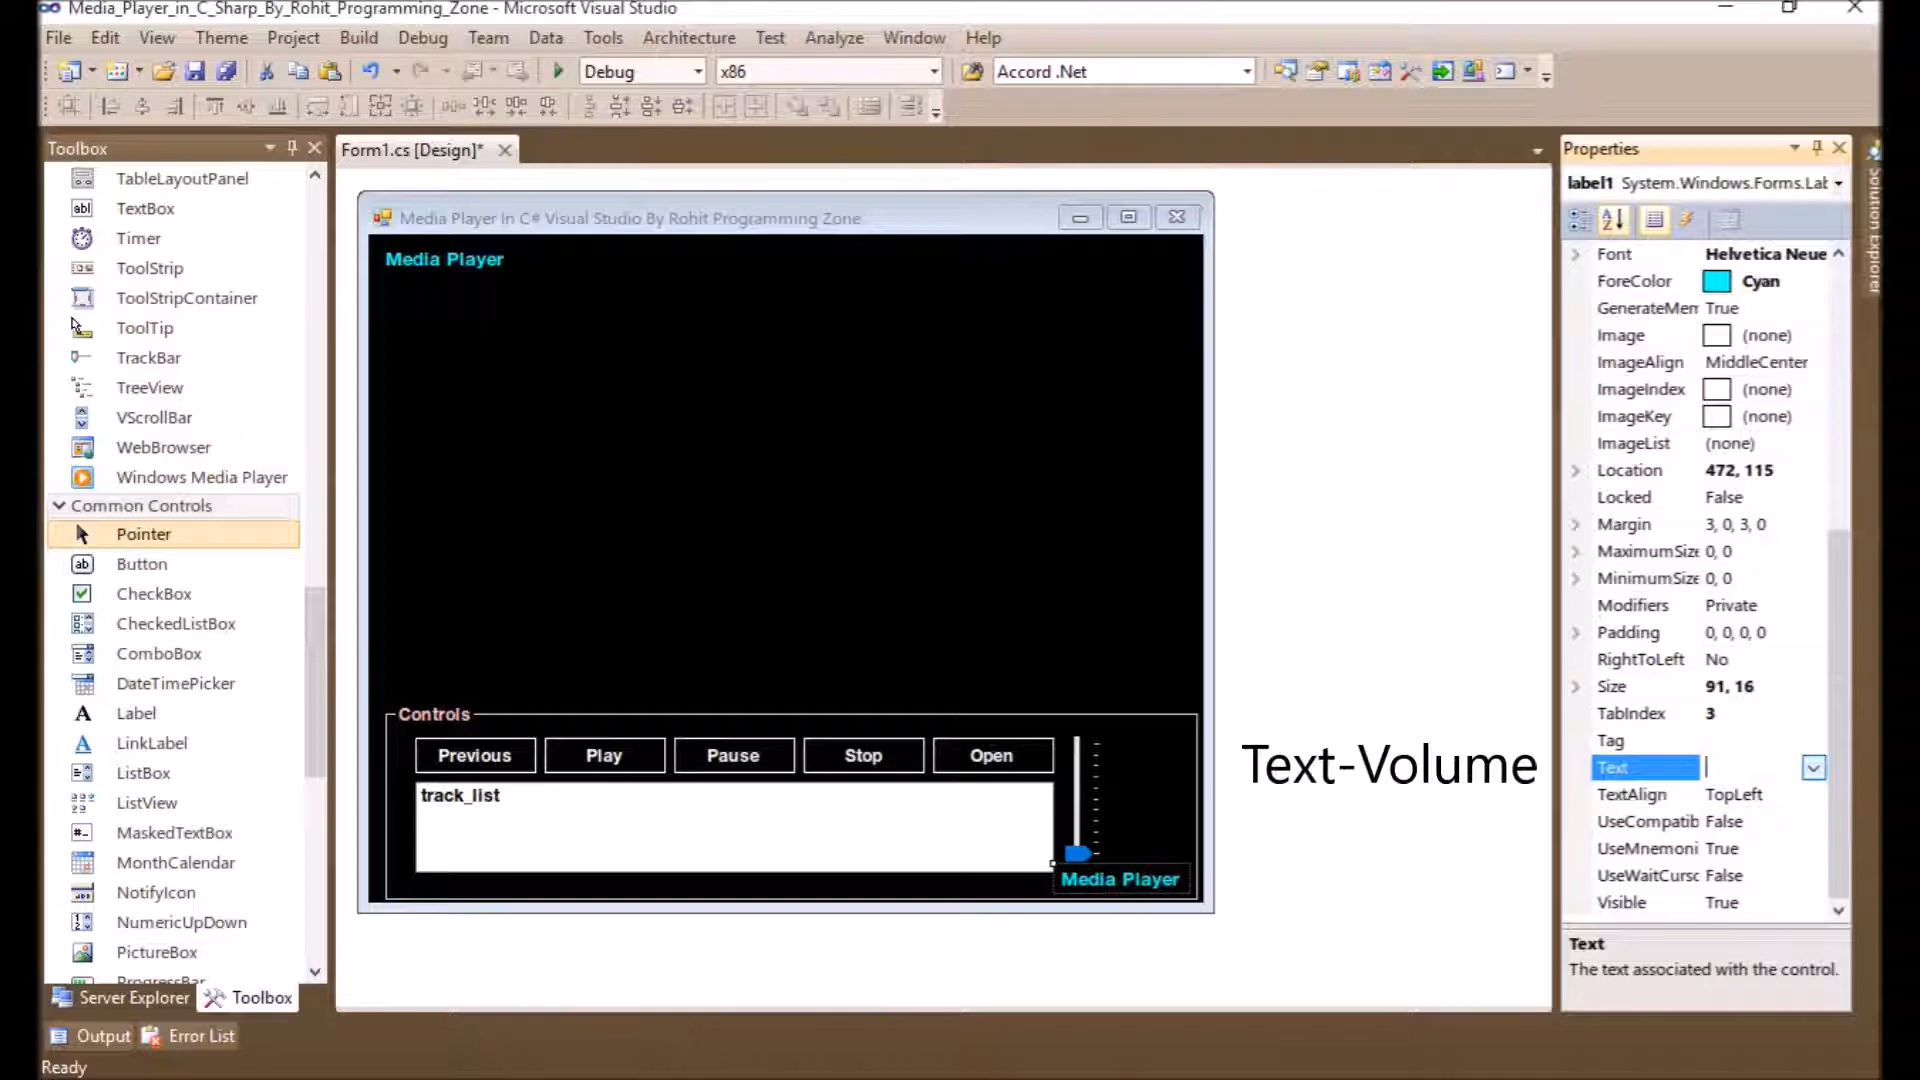 Media_Player_in_C_Sharp_By_Rohit_Programming_Zone - Microsoft Visual Studio
File Edit View Theme Project Build Debug Team Data Tools Architecture Test Analyze Window Help
Debug x86 Accord .Net
Toolbox
TableLayoutPanel
TextBox
Timer
ToolStrip
ToolStripContainer
ToolTip
TrackBar
TreeView
VScrollBar
WebBrowser
Windows Media Player
Common Controls
Pointer
Button
CheckBox
CheckedListBox
ComboBox
DateTimePicker
Label
LinkLabel
ListBox
ListView
MaskedTextBox
MonthCalendar
NotifyIcon
NumericUpDown
PictureBox
ProgressBar
Server Explorer Toolbox
Output Error List
Ready
Form1.cs [Design]*
Media Player In C# Visual Studio By Rohit Programming Zone
Media Player
Controls
Previous Play Pause Stop Open
track_list
Media Player
Text-Volume
Properties
label1 System.Windows.Forms.Lab
Font Helvetica Neue
ForeColor Cyan
GenerateMem True
Image (none)
ImageAlign MiddleCenter
ImageIndex (none)
ImageKey (none)
ImageList (none)
Location 472, 115
Locked False
Margin 3, 0, 3, 0
MaximumSize 0, 0
MinimumSize 0, 0
Modifiers Private
Padding 0, 0, 0, 0
RightToLeft No
Size 91, 16
TabIndex 3
Tag
Text
TextAlign TopLeft
UseCompatib False
UseMnemoni True
UseWaitCurso False
Visible True
Text
The text associated with the control.
Solution Explorer